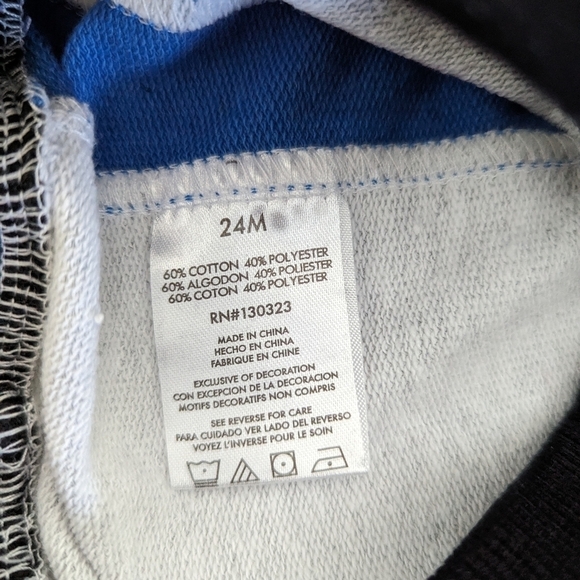 24M
60% COTTON 40% POLYESTER
60% ALGODON 40% POLIESTER
60% COTON 40% POLYESTER
RN#130323
MADE IN CHINA
HECHO EN CHINA
FABRIQUE EN CHINE
EXCLUSIVE OF DECORATION
CON EXCEPCION DE LA DECORACION
MOTIFS DECORATIFS NON COMPRIS
SEE REVERSE FOR CARE
PARA CUIDADO VER LADO DEL REVERSO
VOYEZ L'INVERSE POUR LE SOIN